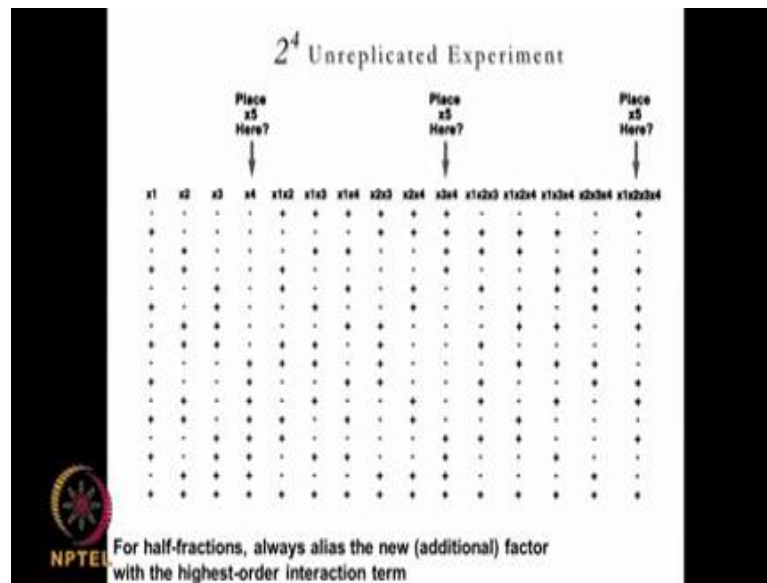 2⁴ Unreplicated Experiment
Place x5 Here?
Place x5 Here?
Place x5 Here?
x1 x2 x3 x4 x1x2 x1x3 x1x4 x2x3 x2x4 x3x4 x1x2x3 x1x2x4 x1x3x4 x2x3x4 x1x2x3x4
- - - - + + + + + + - - - - +
+ - - - - - - + + + + + + - -
- + - - - + + - - + + + - + -
+ + - - + - - - - + - - + + +
- - + - + - + - + - + - + + -
+ - + - - + - - + - - + - + +
- + + - - - + + - - - + + - +
+ + + - + + - + - - + - - - -
- - - + + + - + - - - + + + -
+ - - + - - + + - - + - - + +
- + - + - + - - + - + - + - +
+ + - + + - + - + - - + - - -
- - + + + - - - - + + + - - +
+ - + + - + + - - + - - + - -
- + + + - - - + + + - - - + -
+ + + + + + + + + + + + + + +
NPTEL
For half-fractions, always alias the new (additional) factor
with the highest-order interaction term